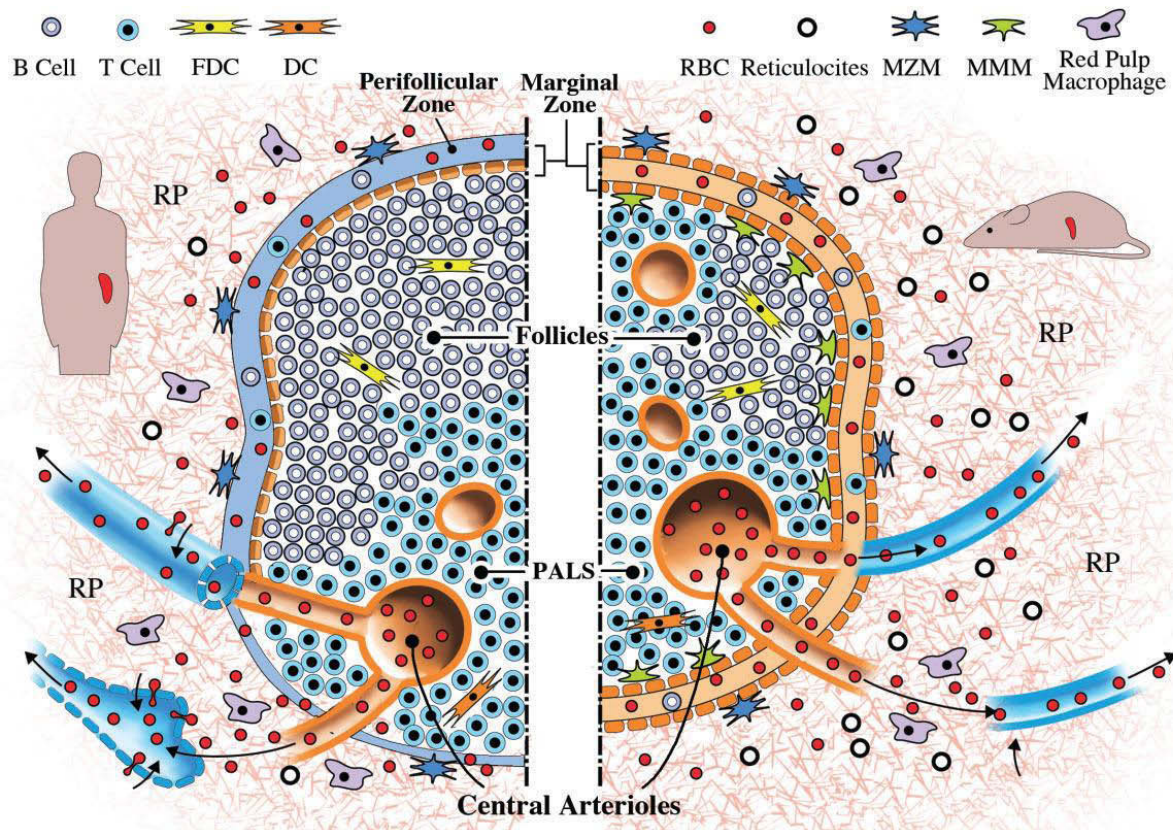 B Cell
T Cell
FDC
DC
RBC
Reticulocites
MZM
MMM
Red Pulp
Macrophage
Perifollicular
Zone
Marginal
Zone
RP
RP
Follicles
PALS
RP
RP
Central Arterioles